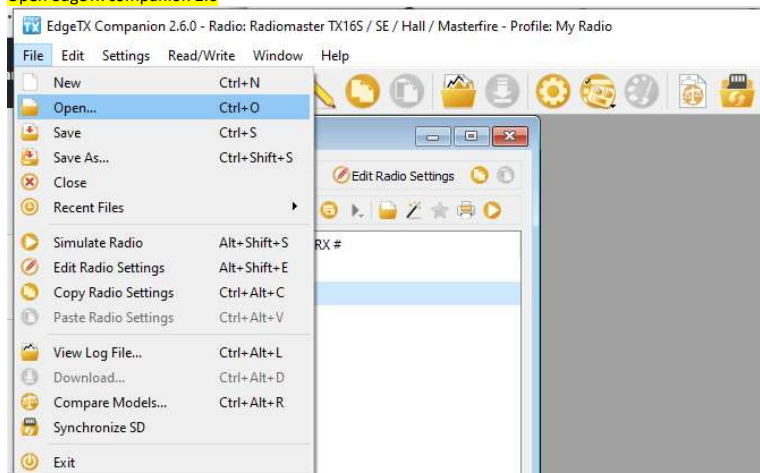 Open EdgeTX companion 2.6
EdgeTX Companion 2.6.0 - Radio: Radiomaster TX16S / SE / Hall / Masterfire - Profile: My Radio
File Edit Settings Read/Write Window Help
New Ctrl+N
Open... Ctrl+O
Save Ctrl+S
Save As... Ctrl+Shift+S
Close
Edit Radio Settings
Recent Files
Simulate Radio Alt+Shift+S
RX #
Edit Radio Settings Alt+Shift+E
Copy Radio Settings Ctrl+Alt+C
Paste Radio Settings Ctrl+Alt+V
View Log File... Ctrl+Alt+L
Download... Ctrl+Alt+D
Compare Models... Ctrl+Alt+R
Synchronize SD
Exit